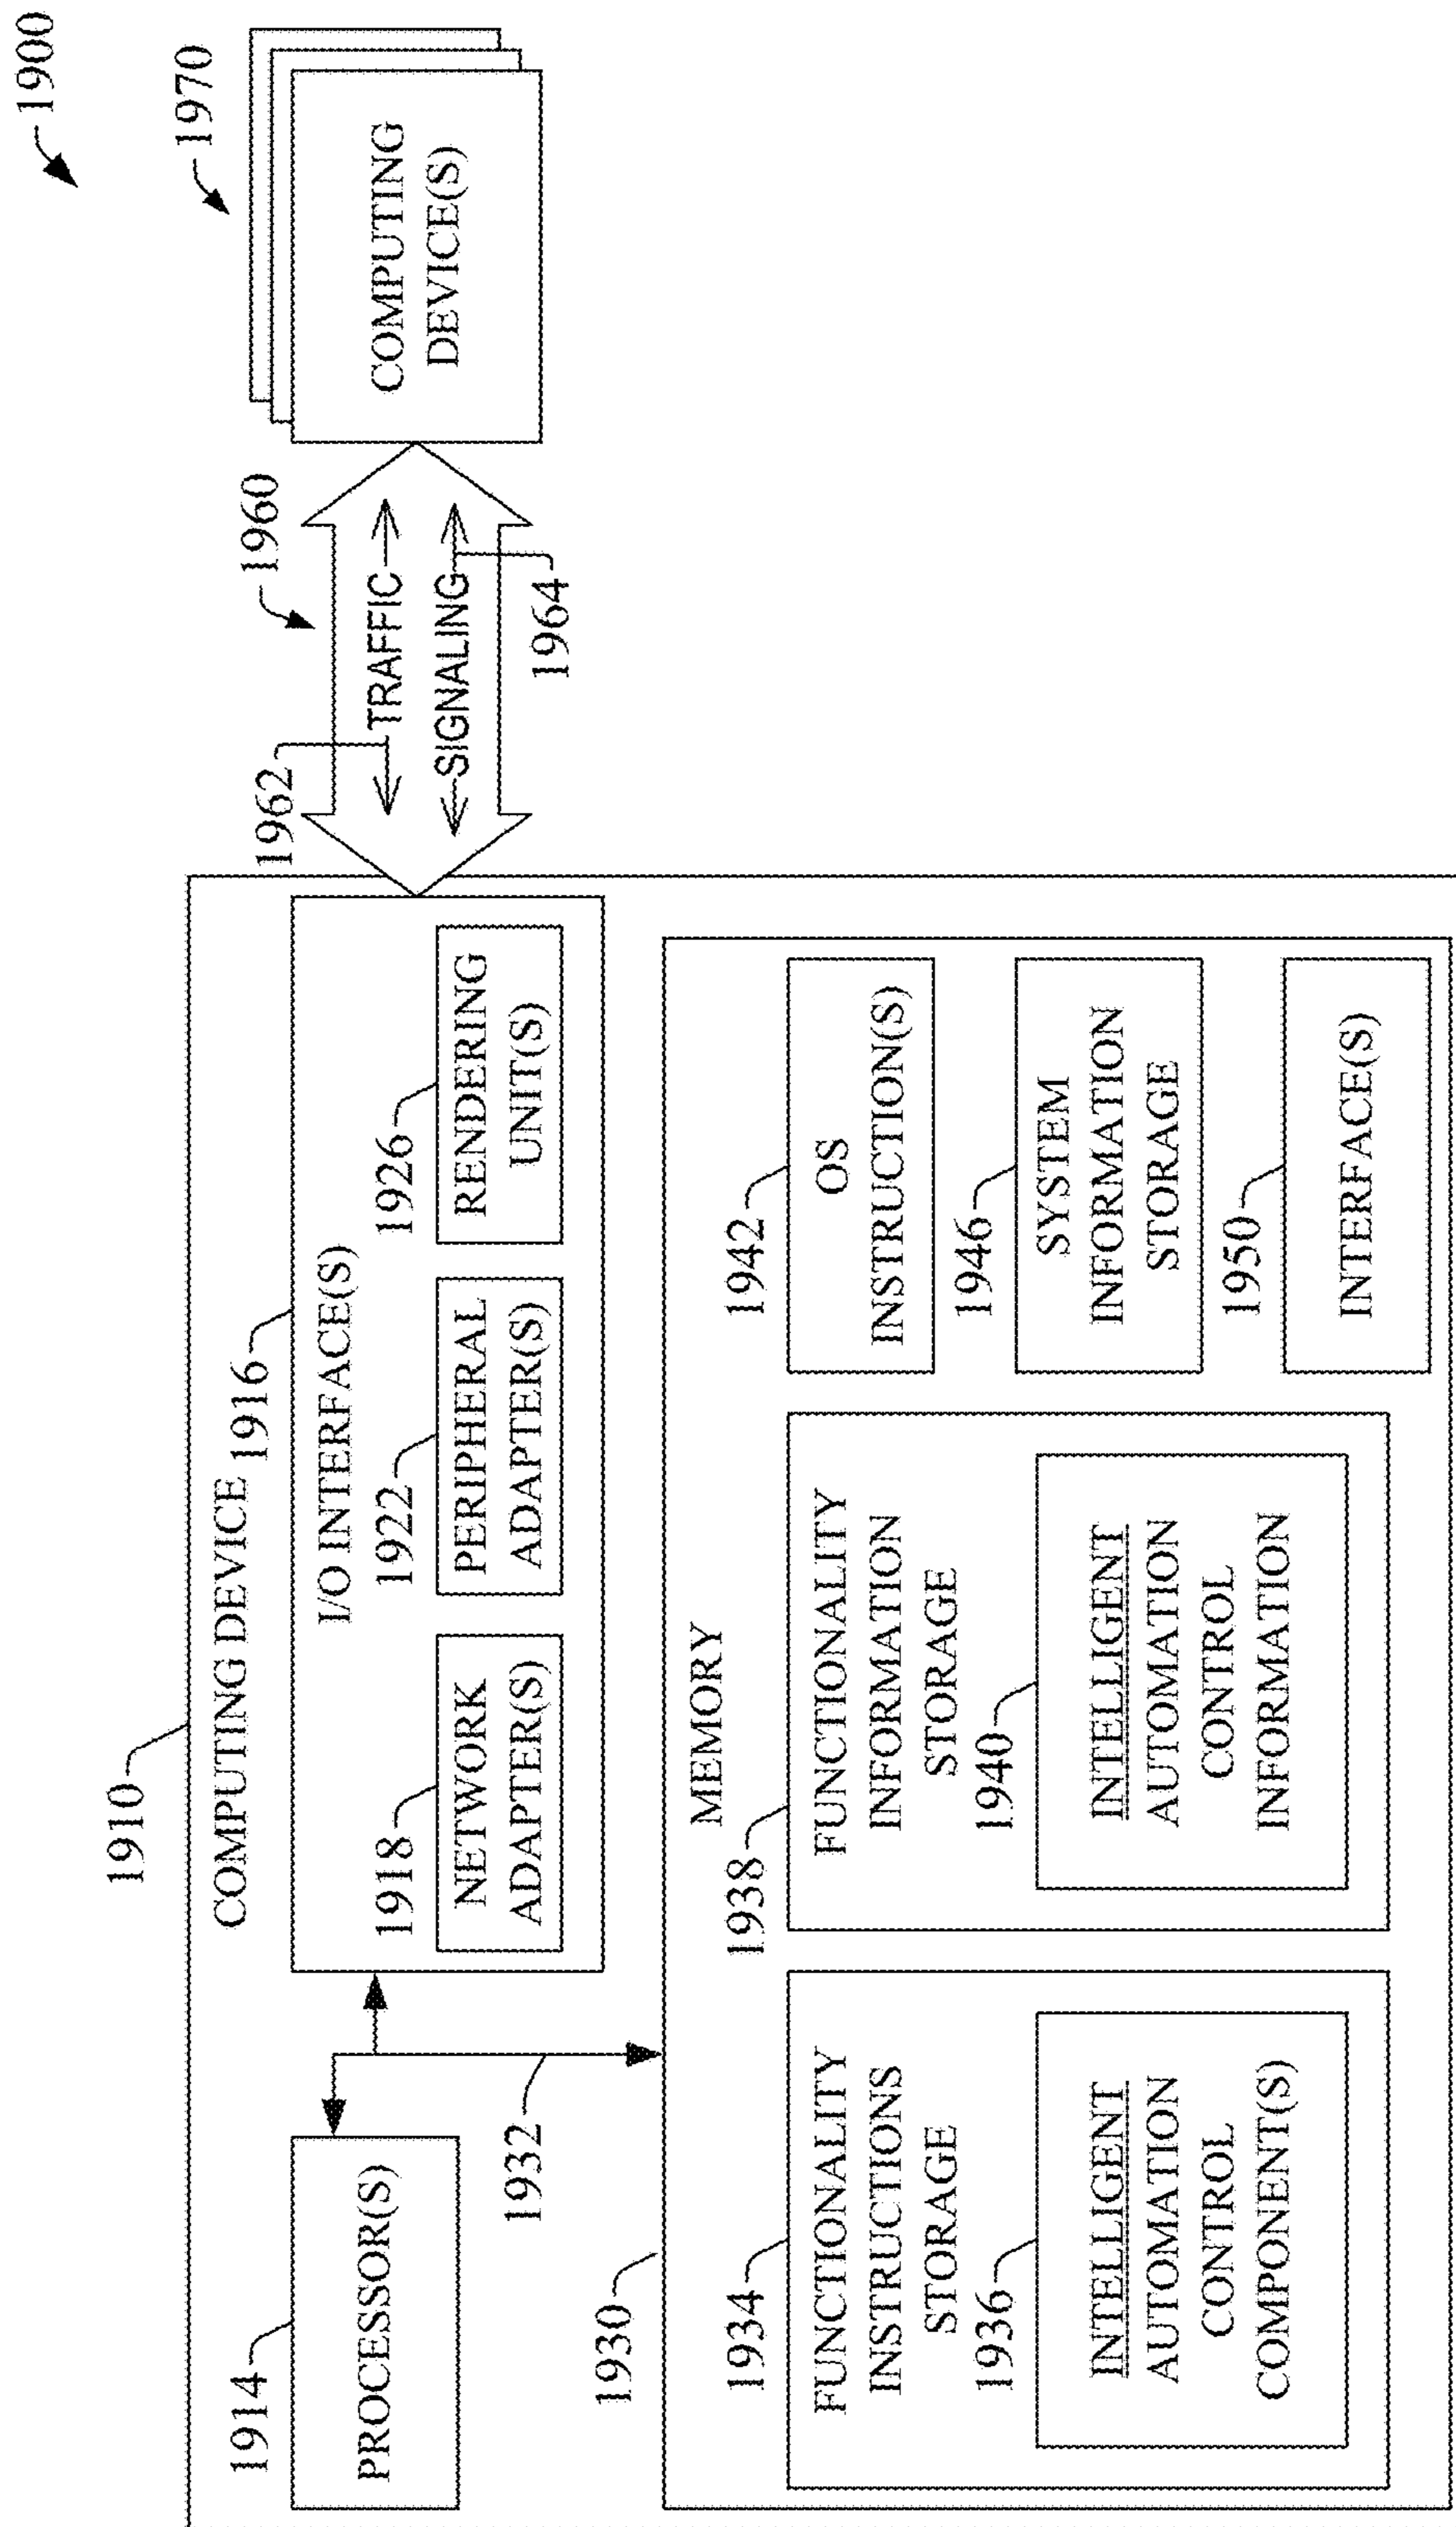 1900
1970
COMPUTING
DEVICE(S)
1960
TRAFFIC
SIGNALING
1962
1964
1910
COMPUTING DEVICE
1916
I/O INTERFACE(S)
1918
NETWORK
ADAPTER(S)
1922
PERIPHERAL
ADAPTER(S)
1926
RENDERING
UNIT(S)
1914
PROCESSOR(S)
1932
1930
MEMORY
1934
FUNCTIONALITY
INSTRUCTIONS
STORAGE
1936
INTELLIGENT
AUTOMATION
CONTROL
COMPONENT(S)
1938
FUNCTIONALITY
INFORMATION
STORAGE
1940
INTELLIGENT
AUTOMATION
CONTROL
INFORMATION
1942
OS
INSTRUCTION(S)
1946
SYSTEM
INFORMATION
STORAGE
1950
INTERFACE(S)